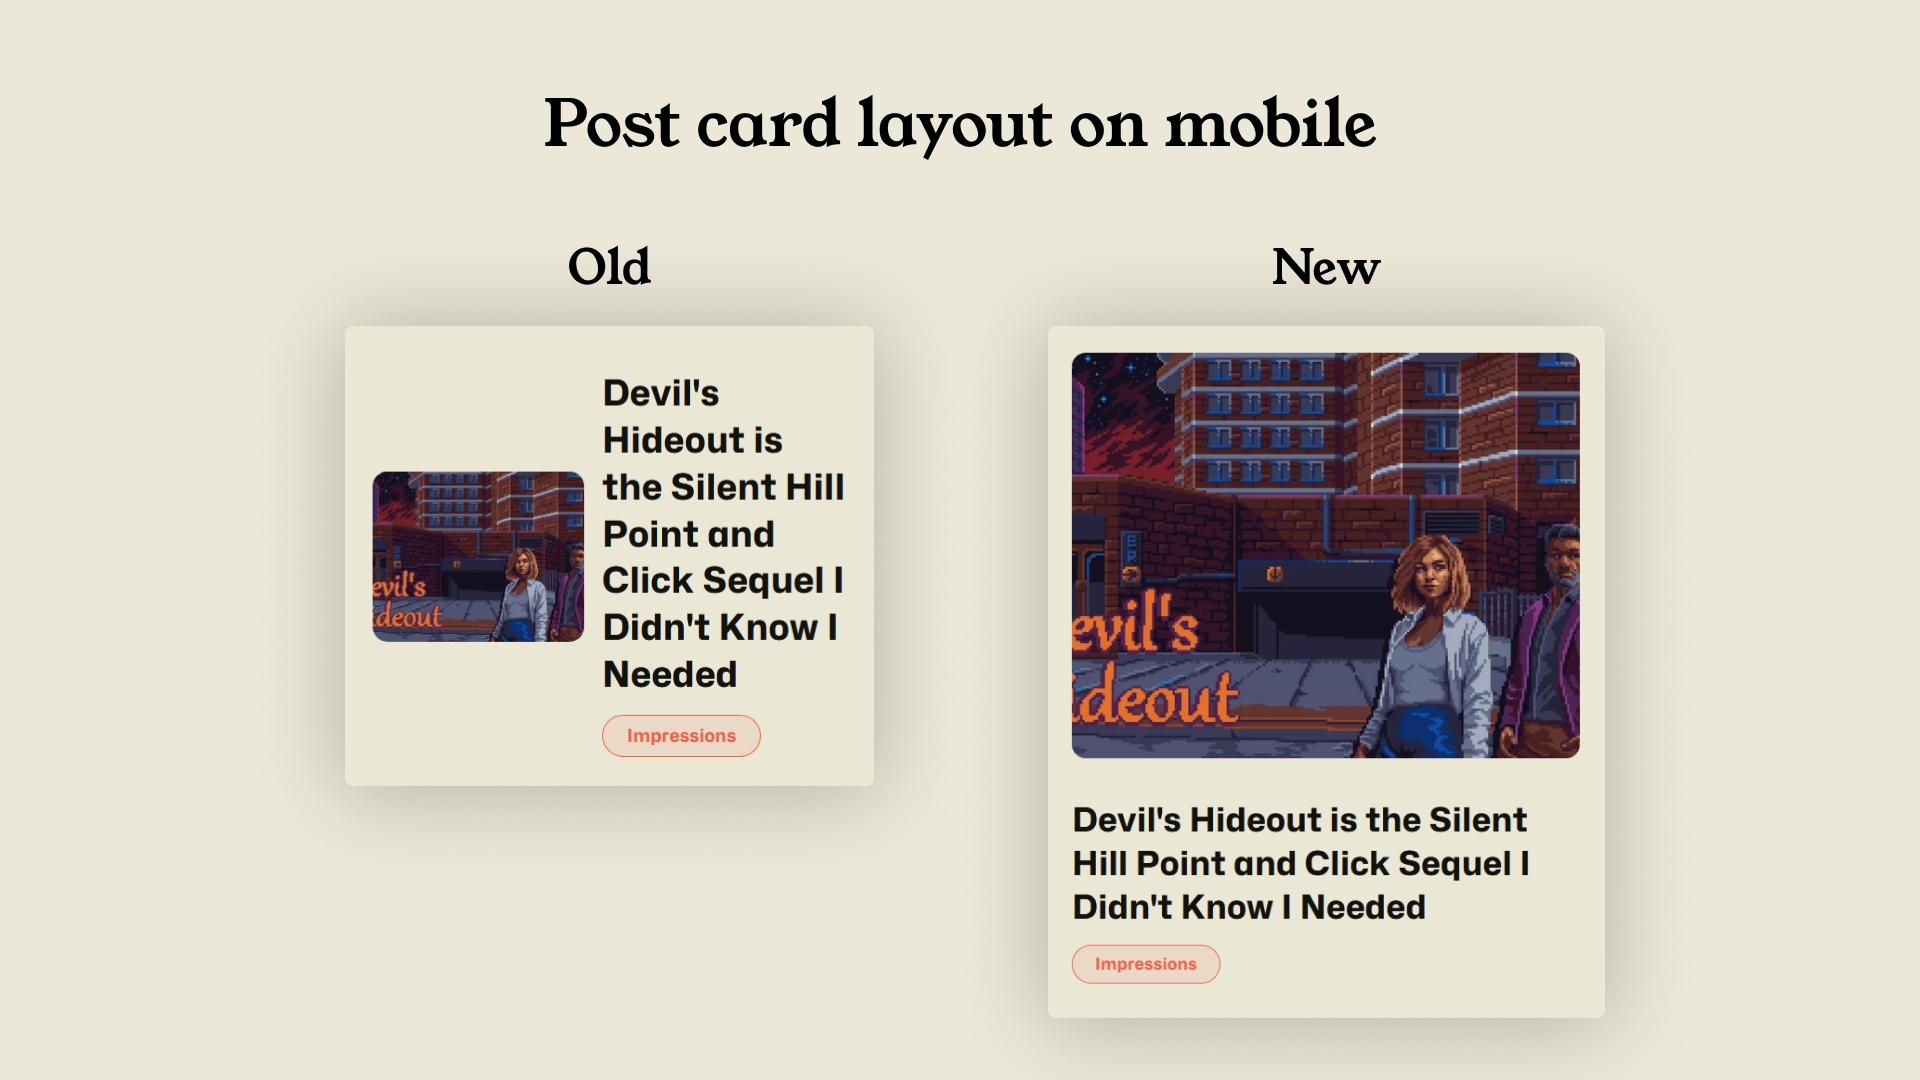 Post card layout on mobile
Old
Devil's
Hideout is
the Silent Hill
Point and
Click Sequel I
Didn't Know I
Needed
Impressions
evil's
ideout
New
ER
evil's
ideout
Devil's Hideout is the Silent
Hill Point and Click Sequel I
Didn't Know I Needed
Impressions